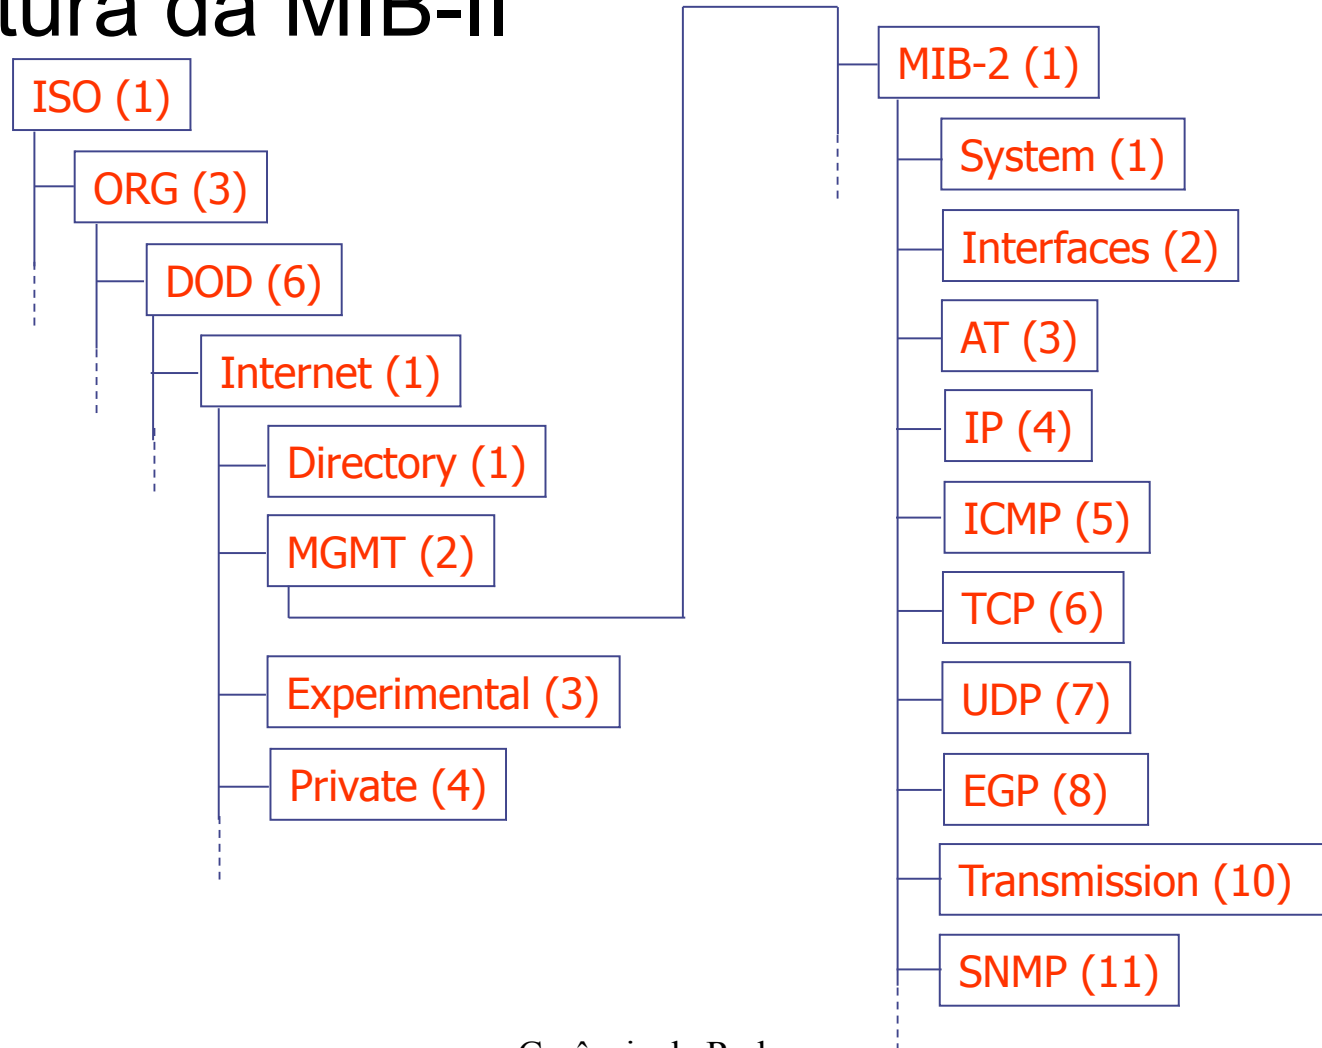 da MIB-II
ISO (1)
ORG (3)
DOD (6)
Internet (1)
Directory (1)
MGMT (2)
Experimental (3)
Private (4)
MIB-2 (1)
System (1)
Interfaces (2)
AT (3)
IP (4)
ICMP (5)
TCP (6)
UDP (7)
EGP (8)
Transmission (10)
SNMP (11)